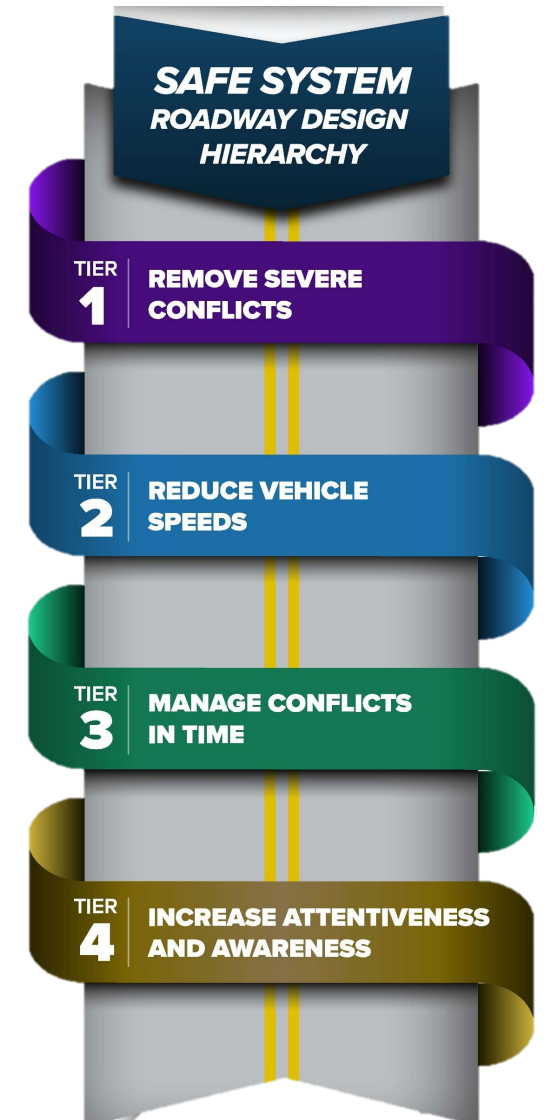 SAFE SYSTEM
ROADWAY DESIGN
HIERARCHY
TIER
1
REMOVE SEVERE
CONFLICTS
TIER
2
REDUCE VEHICLE
SPEEDS
TIER
3
MANAGE CONFLICTS
IN TIME
TIER
4
INCREASE ATTENTIVENESS
AND AWARENESS